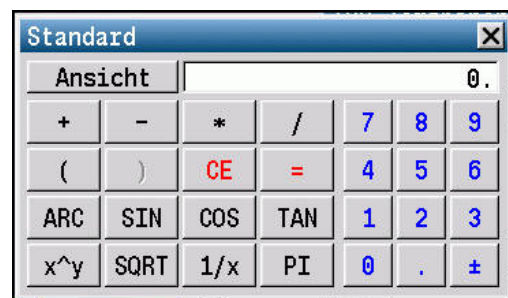 Standard
Ansicht 0.
+ - * / 7 8 9
( ) CE = 4 5 6
ARC SIN COS TAN 1 2 3
x^y SQRT 1/x PI 0 . ±